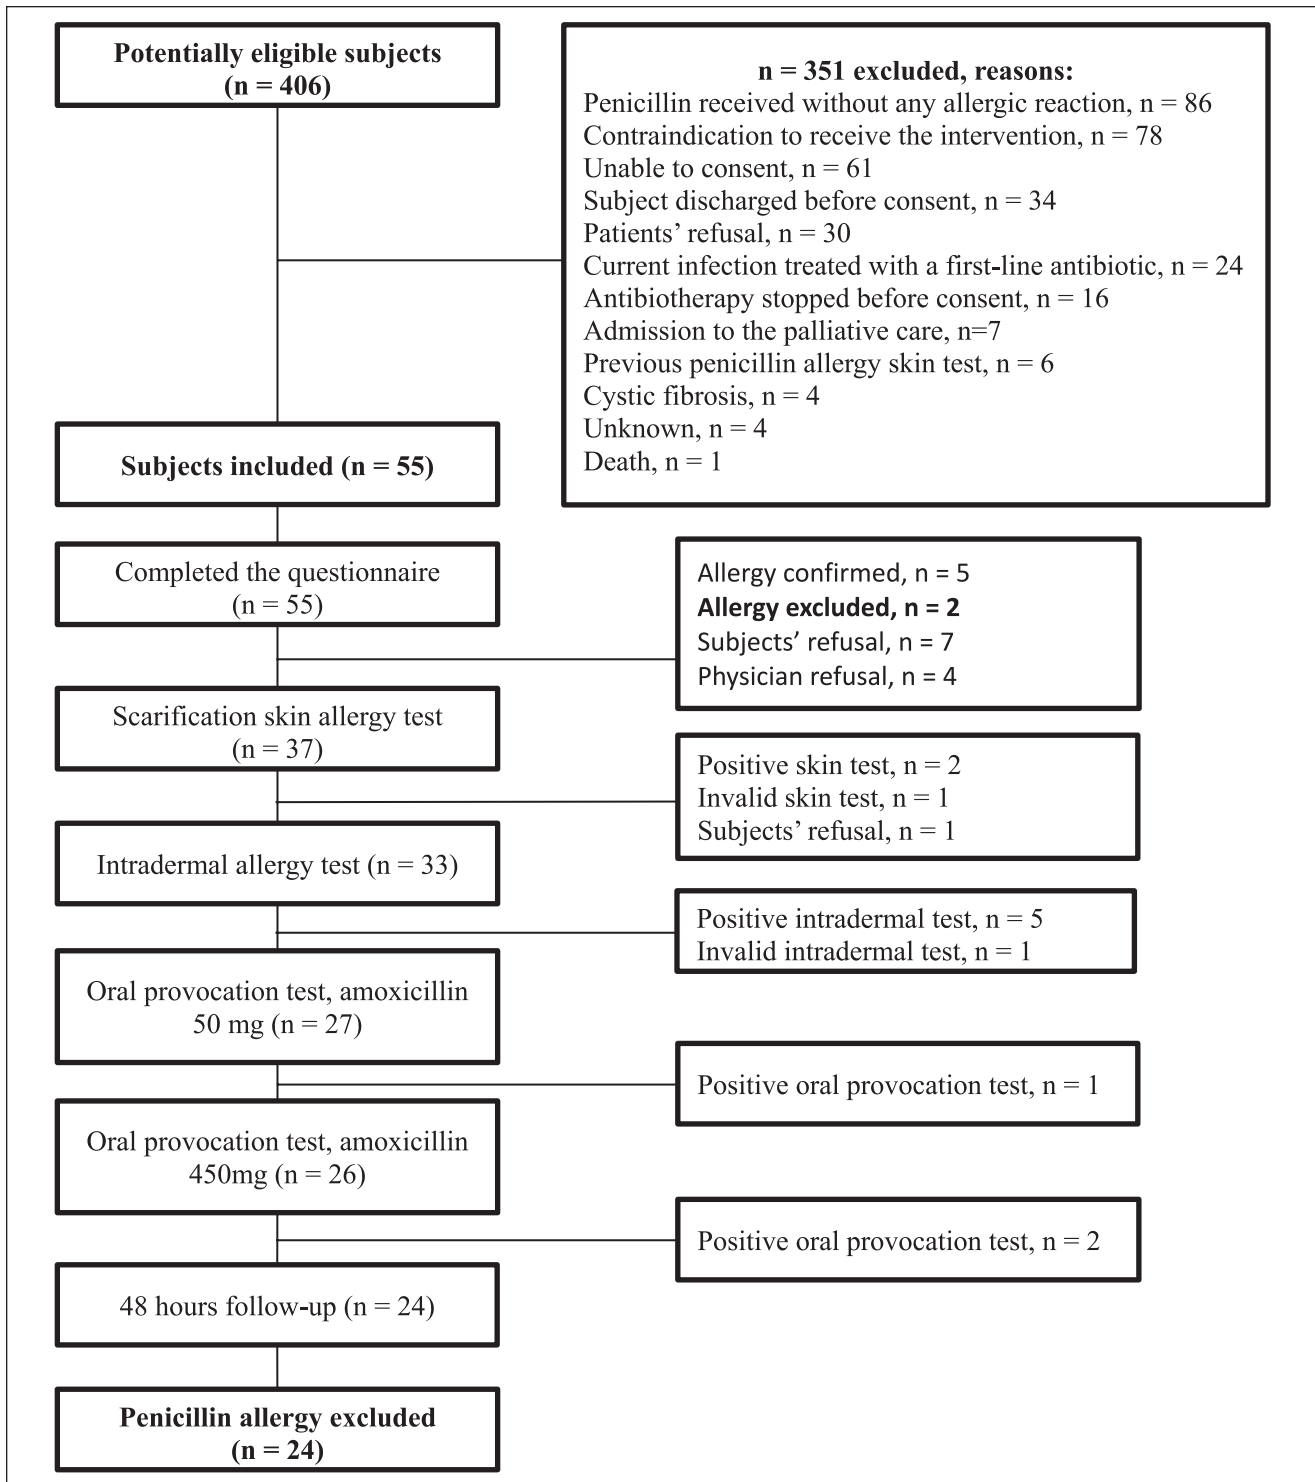 Potentially eligible subjects
(n = 406)
n = 351 excluded, reasons:
Penicillin received without any allergic reaction, n = 86
Contraindication to receive the intervention, n = 78
Unable to consent, n = 61
Subject discharged before consent, n = 34
Patients’ refusal, n = 30
Current infection treated with a first-line antibiotic, n = 24
Antibiotherapy stopped before consent, n = 16
Admission to the palliative care, n=7
Previous penicillin allergy skin test, n = 6
Cystic fibrosis, n = 4
Unknown, n = 4
Death, n = 1
Subjects included (n = 55)
Completed the questionnaire
(n = 55)
Allergy confirmed, n = 5
Allergy excluded, n = 2
Subjects’ refusal, n = 7
Physician refusal, n = 4
Scarification skin allergy test
(n = 37)
Positive skin test, n = 2
Invalid skin test, n = 1
Subjects’ refusal, n = 1
Intradermal allergy test (n = 33)
Positive intradermal test, n = 5
Invalid intradermal test, n = 1
Oral provocation test, amoxicillin
50 mg (n = 27)
Positive oral provocation test, n = 1
Oral provocation test, amoxicillin
450mg (n = 26)
Positive oral provocation test, n = 2
48 hours follow-up (n = 24)
Penicillin allergy excluded
(n = 24)